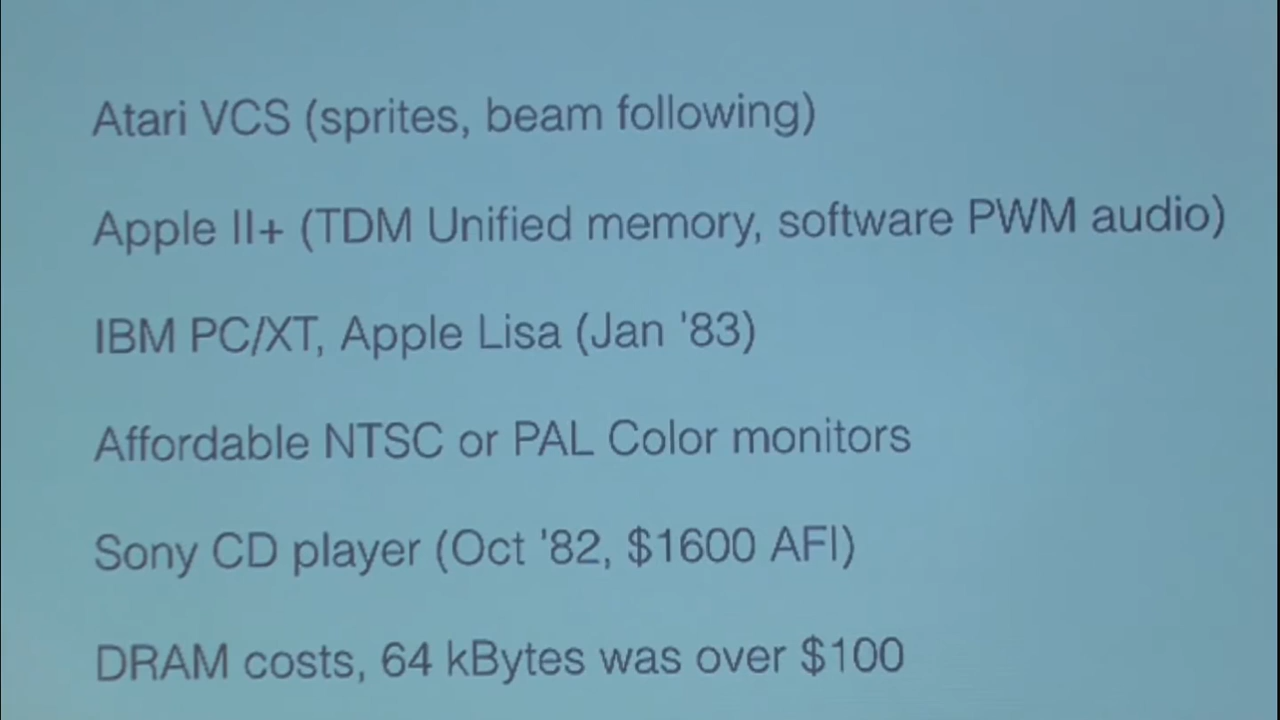 Atari VCS (sprites, beam following)
Apple II+ (TDM Unified memory, software PWM audio)
IBM PC/XT, Apple Lisa (Jan '83)
Affordable NTSC or PAL Color monitors
Sony CD player (Oct '82, $1600 AFI)
DRAM costs, 64 kBytes was over $100